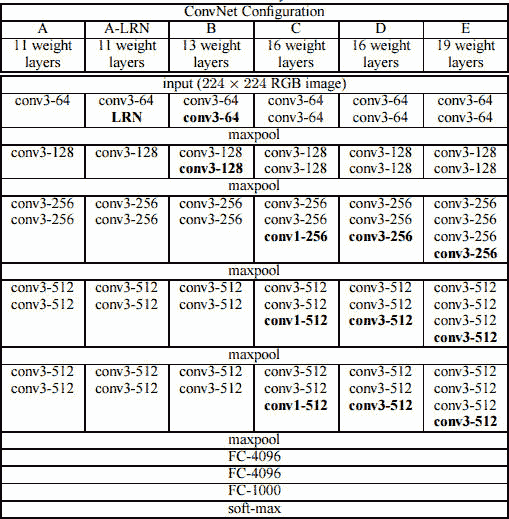 ConvNet Configuration
A A-LRN B C D E
11 weight 11 weight 13 weight 16 weight 16 weight 19 weight
layers layers layers layers layers layers
input (224 × 224 RGB image)
conv3-64 conv3-64 conv3-64 conv3-64 conv3-64 conv3-64
LRN conv3-64 conv3-64 conv3-64 conv3-64
maxpool
conv3-128 conv3-128 conv3-128 conv3-128 conv3-128 conv3-128
conv3-128 conv3-128 conv3-128 conv3-128
maxpool
conv3-256 conv3-256 conv3-256 conv3-256 conv3-256 conv3-256
conv3-256 conv3-256 conv3-256 conv3-256 conv3-256 conv3-256
conv1-256 conv3-256 conv3-256
conv3-256
maxpool
conv3-512 conv3-512 conv3-512 conv3-512 conv3-512 conv3-512
conv3-512 conv3-512 conv3-512 conv3-512 conv3-512 conv3-512
conv1-512 conv3-512 conv3-512
conv3-512
maxpool
conv3-512 conv3-512 conv3-512 conv3-512 conv3-512 conv3-512
conv3-512 conv3-512 conv3-512 conv3-512 conv3-512 conv3-512
conv1-512 conv3-512 conv3-512
conv3-512
maxpool
FC-4096
FC-4096
FC-1000
soft-max